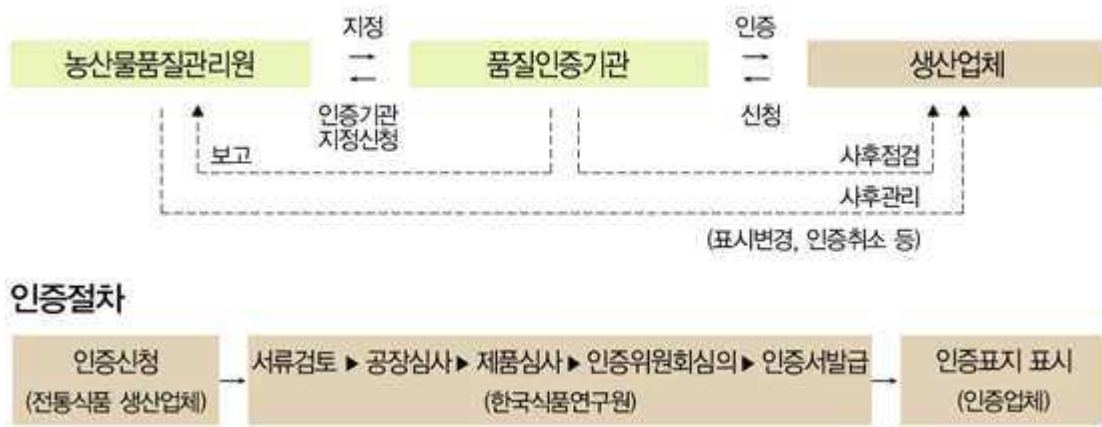 지정
인증
농산물품질관리원
품질인증기관
생산업체
인증기관
지정신청
신청
보고
사후점검
사후관리
(표시변경, 인증취소 등)
인증절차
인증신청
(전통식품 생산업체)
서류검토 ▶ 공장심사 ▶ 제품심사 ▶ 인증위원회심의 ▶ 인증서발급
(한국식품연구원)
인증표지 표시
(인증업체)